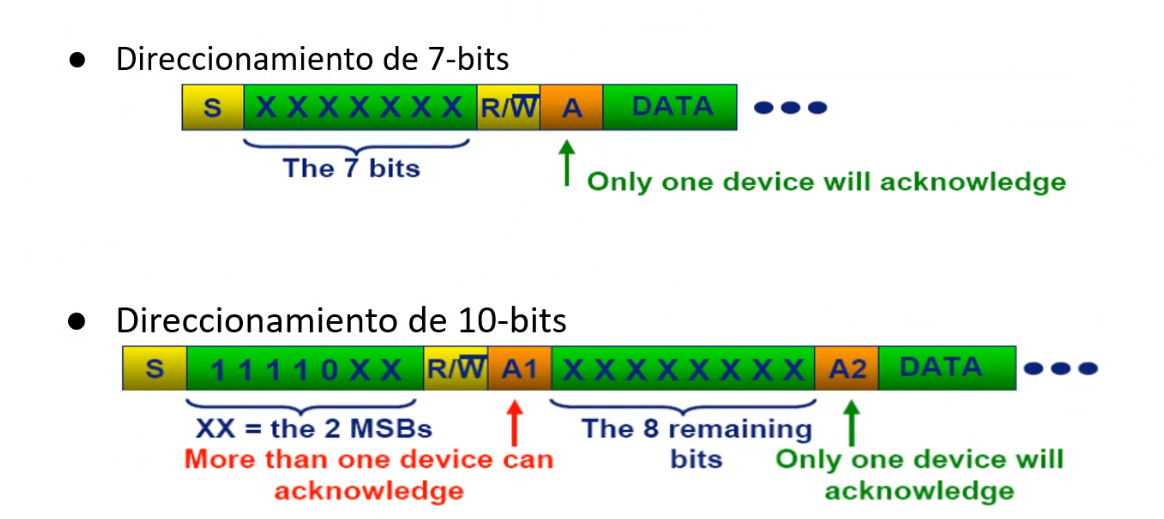 ● Direccionamiento de 7-bits
S X X X X X X X R/W̅ A DATA ●●●
The 7 bits
Only one device will acknowledge
● Direccionamiento de 10-bits
S 1 1 1 1 0 X X R/W̅ A1 X X X X X X X X A2 DATA ●●●
XX = the 2 MSBs
The 8 remaining bits
More than one device can acknowledge
Only one device will acknowledge